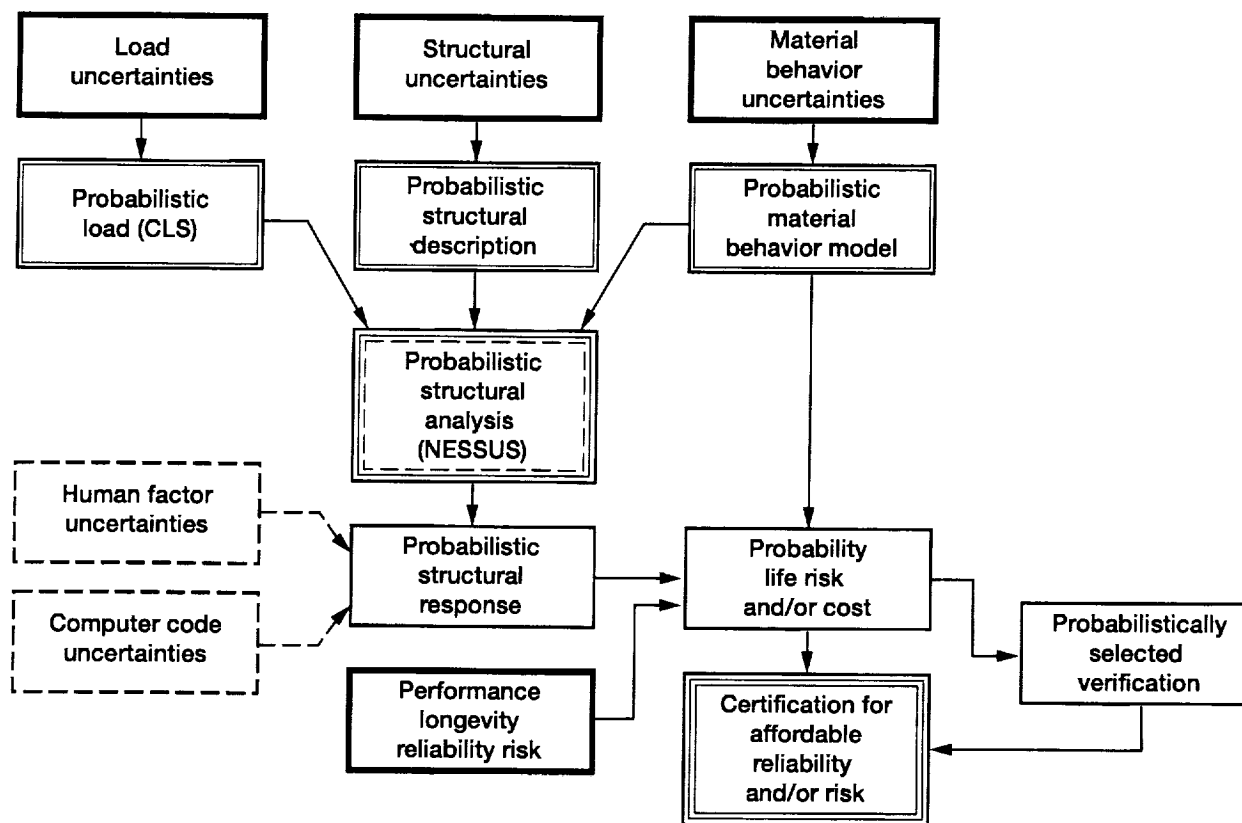 Load
uncertainties
Structural
uncertainties
Material
behavior
uncertainties
Probabilistic
load (CLS)
Probabilistic
structural
description
Probabilistic
material
behavior model
Probabilistic
structural
analysis
(NESSUS)
Human factor
uncertainties
Computer code
uncertainties
Probabilistic
structural
response
Probability
life risk
and/or cost
Probabilistically
selected
verification
Performance
longevity
reliability risk
Certification for
affordable
reliability
and/or risk